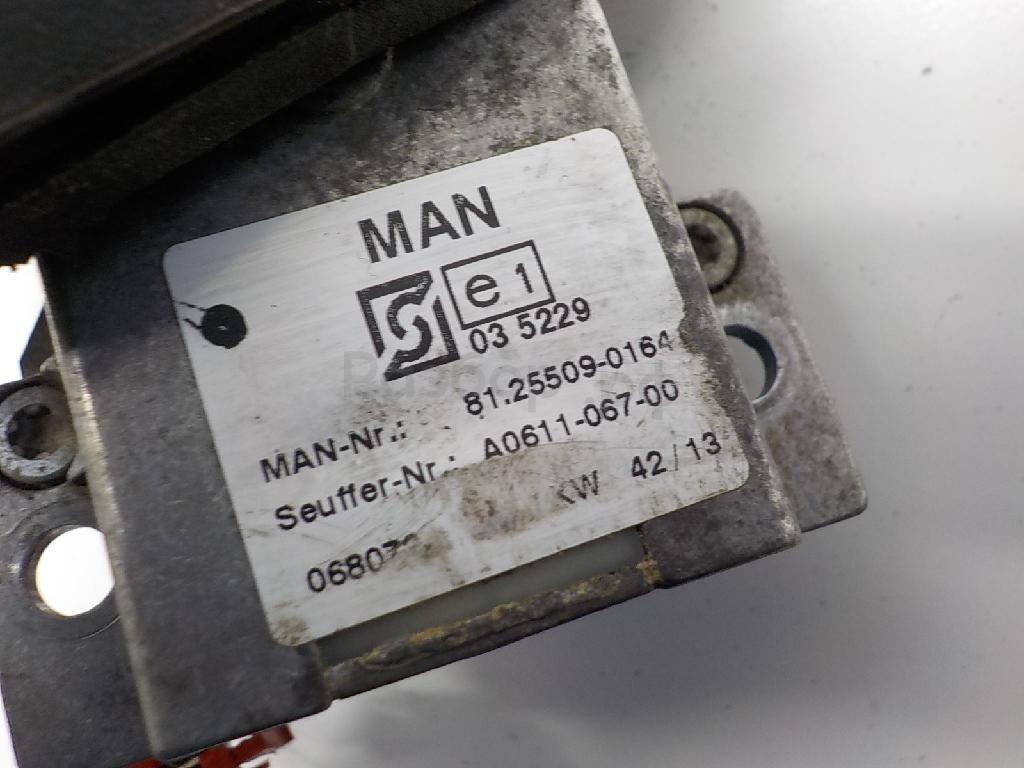 MAN
e 1
03 5229
MAN-Nr.: 81.25509-0164
Seuffer-Nr.: A0611-067-00
KW 42/13